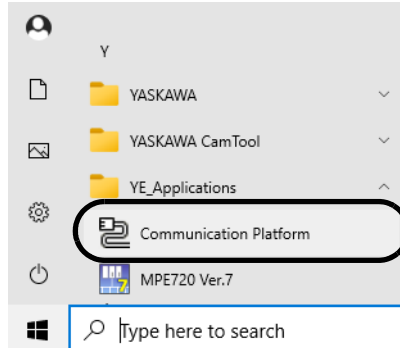 Y
YASKAWA
YASKAWA CamTool
YE_Applications
Communication Platform
MPE720 Ver.7
Type here to search